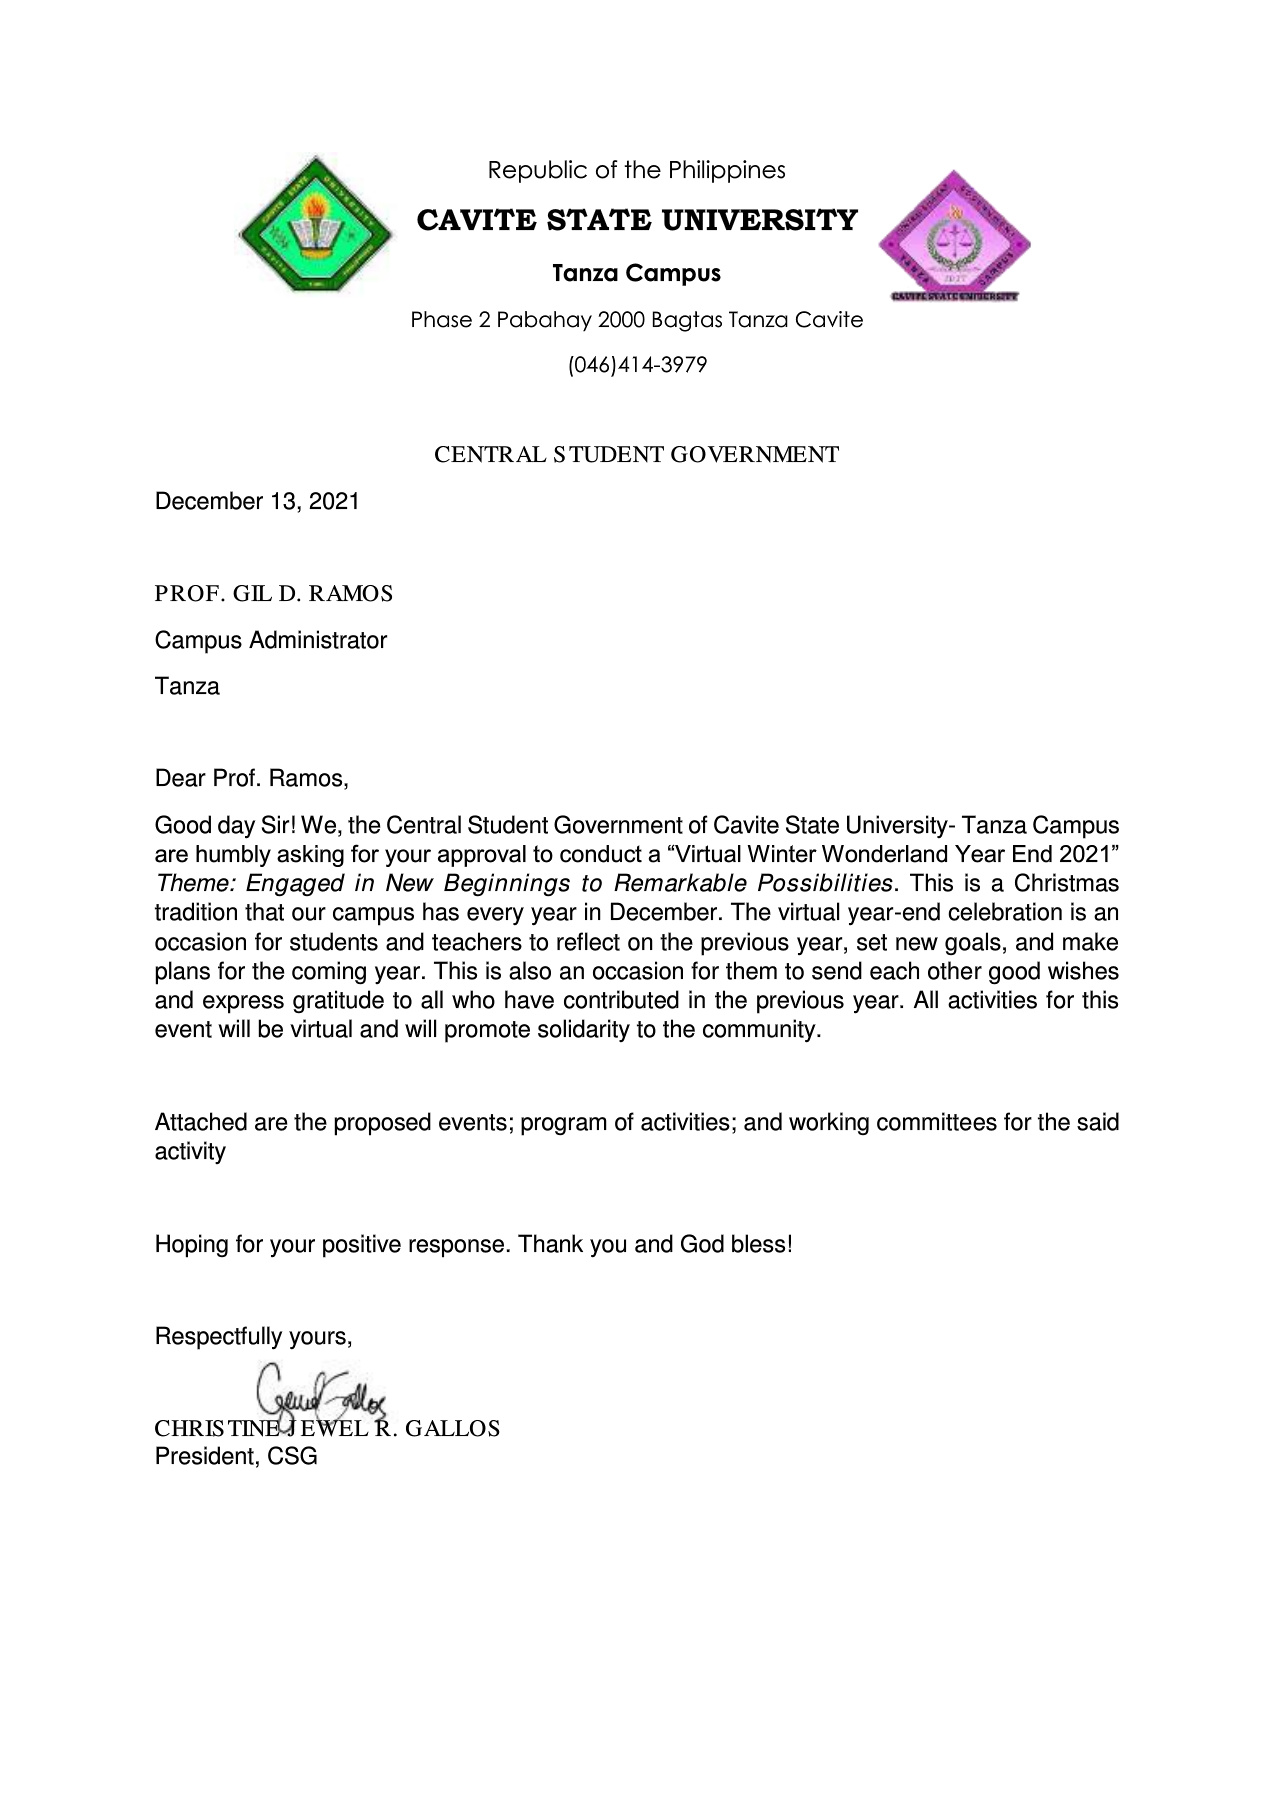 Republic of the Philippines
CAVITE STATE UNIVERSITY
Tanza Campus
Phase 2 Pabahay 2000 Bagtas Tanza Cavite
(046)414-3979
CAVITE STATE UNIVERSITY
CENTRAL STUDENT GOVERNMENT
December 13, 2021
PROF. GIL D. RAMOS
Campus Administrator
Tanza
Dear Prof. Ramos,
Good day Sir! We, the Central Student Government of Cavite State University- Tanza Campus
are humbly asking for your approval to conduct a “Virtual Winter Wonderland Year End 2021”
Theme: Engaged in New Beginnings to Remarkable Possibilities. This is a Christmas
tradition that our campus has every year in December. The virtual year-end celebration is an
occasion for students and teachers to reflect on the previous year, set new goals, and make
plans for the coming year. This is also an occasion for them to send each other good wishes
and express gratitude to all who have contributed in the previous year. All activities for this
event will be virtual and will promote solidarity to the community.
Attached are the proposed events; program of activities; and working committees for the said
activity
Hoping for your positive response. Thank you and God bless!
Respectfully yours,
CHRISTINE JEWEL R. GALLOS
President, CSG